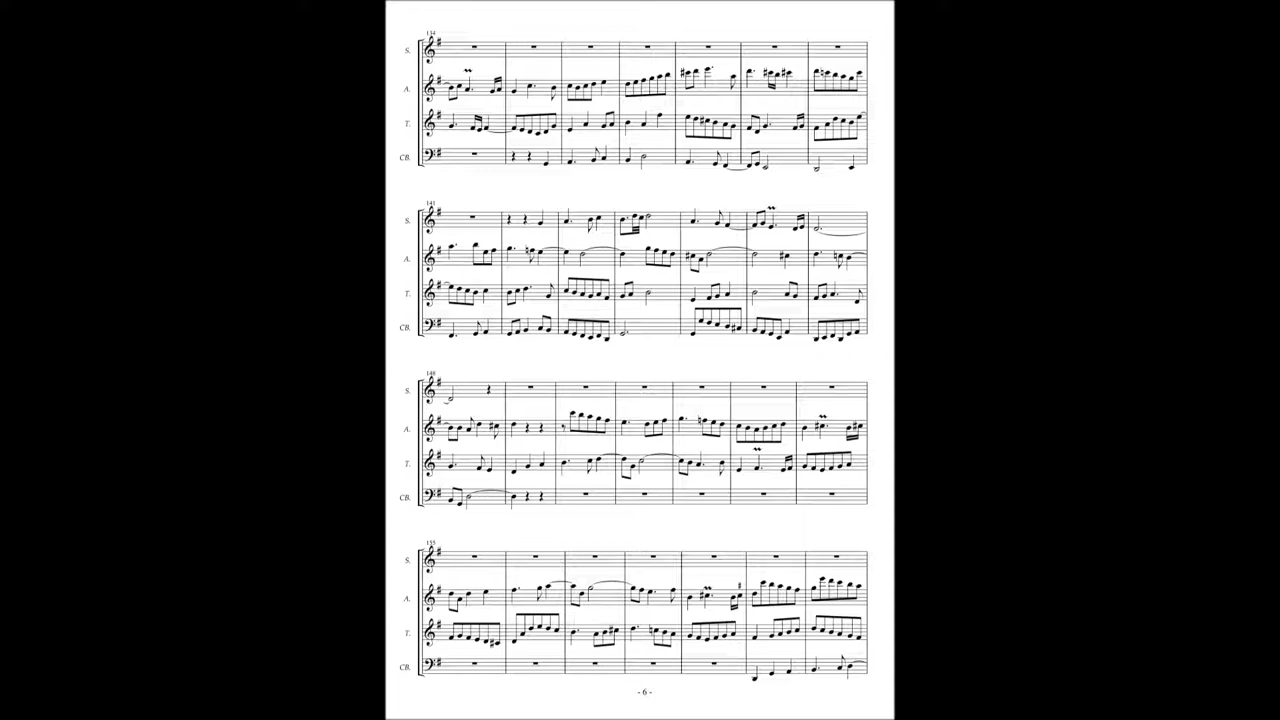 134
S.
A.
T.
CB.
141
S.
A.
T.
CB.
148
S.
A.
T.
CB.
155
S.
A.
T.
CB.
- 6 -